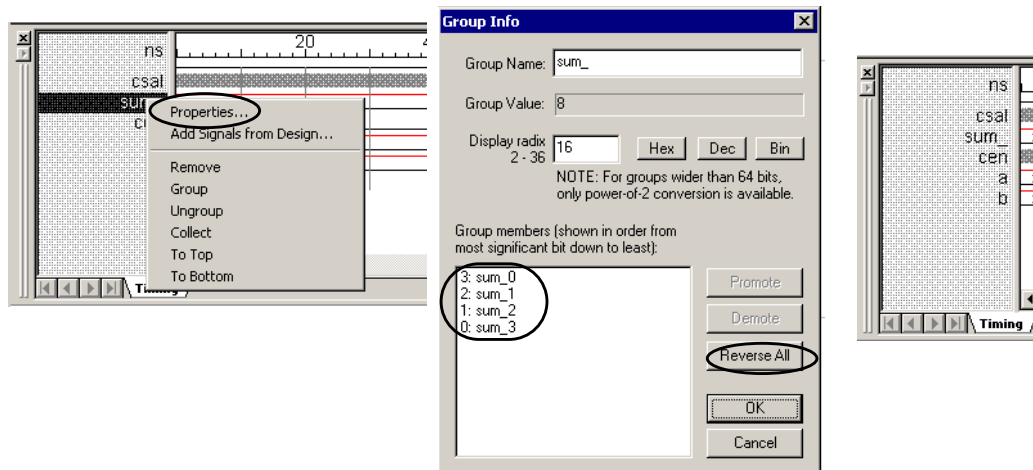 ns
20
csal
Properties...
Add Signals from Design...
Remove
Group
Ungroup
Collect
To Top
To Bottom
Group Info
Group Name: sum_
Group Value: 8
Display radix
2 - 36
16
Hex
Dec
Bin
NOTE: For groups wider than 64 bits,
only power-of-2 conversion is available.
Group members (shown in order from
most significant bit down to least):
3: sum_0
2: sum_1
1: sum_2
0: sum_3
Promote
Demote
Reverse All
OK
Cancel
ns
csal
sum_
cen
a
b
Timing